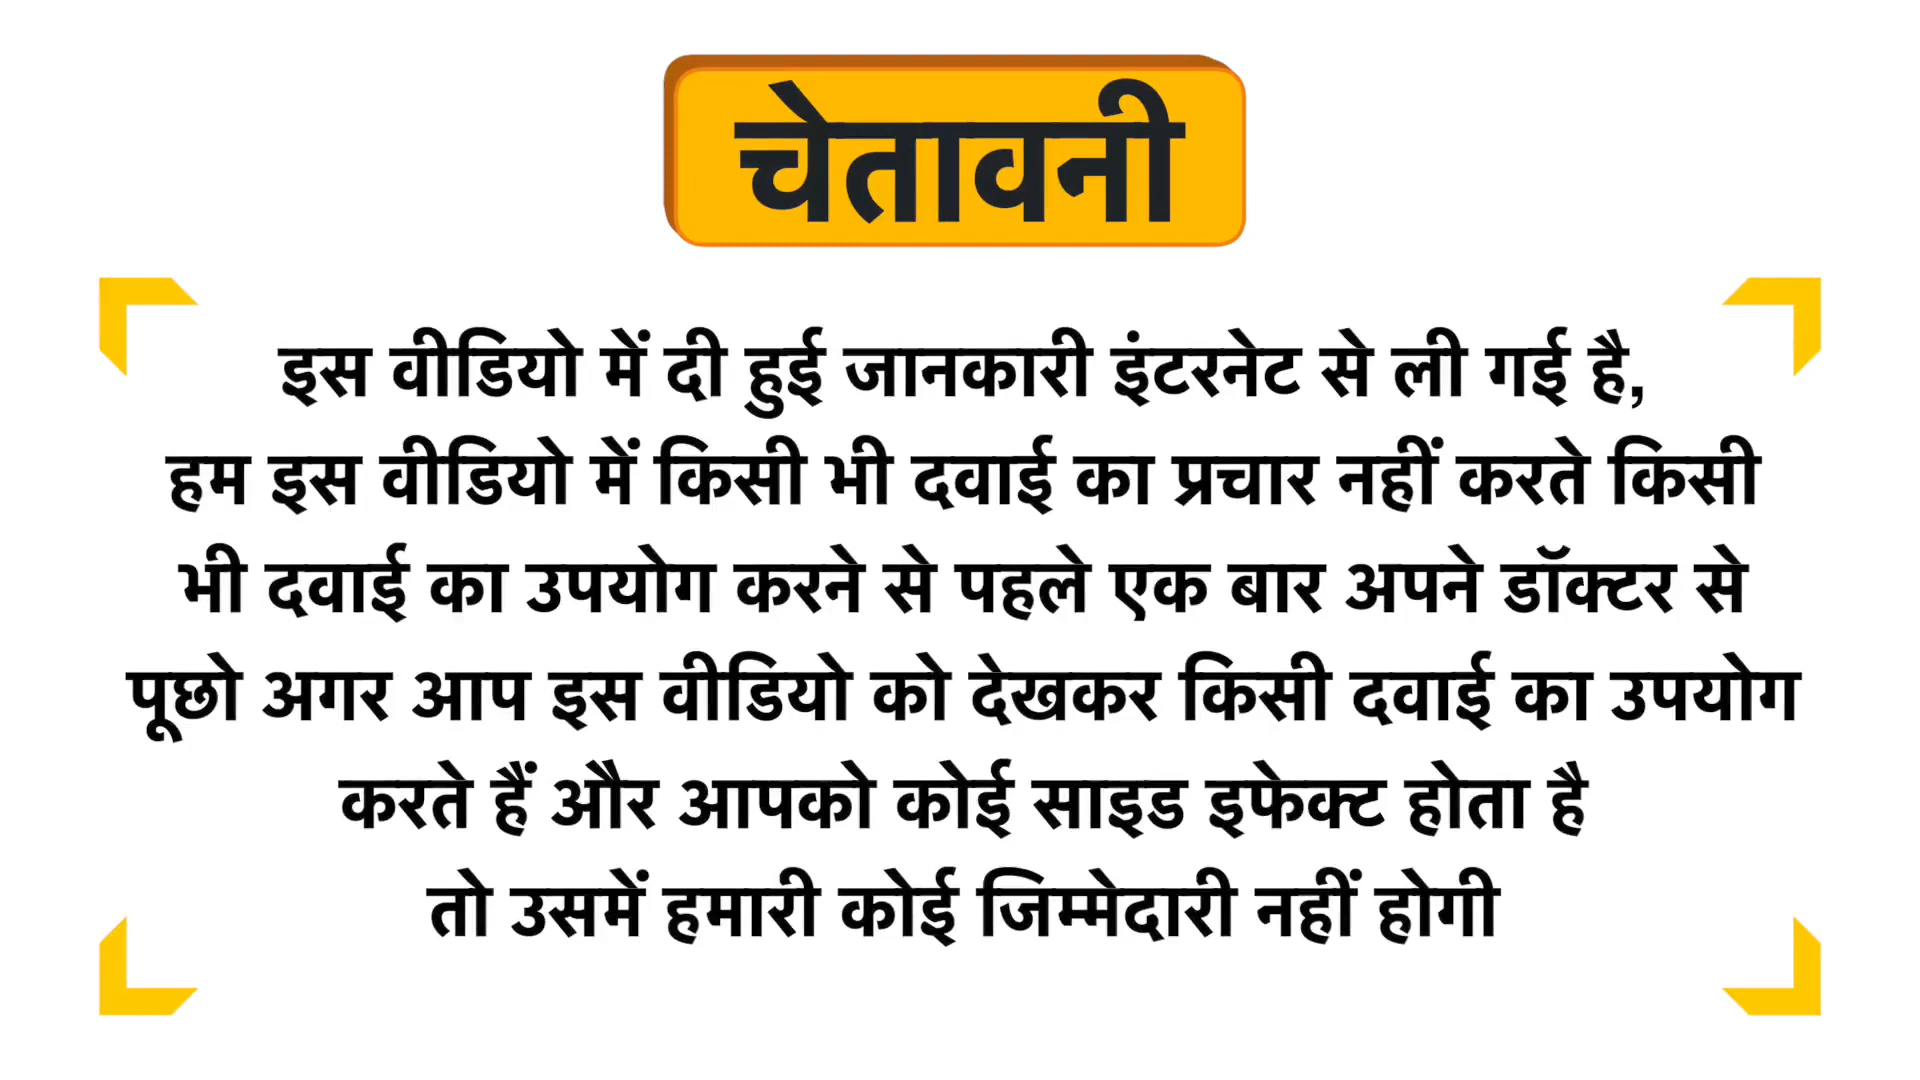 चेतावनी
इस वीडियो में दी हुई जानकारी इंटरनेट से ली गई है,
हम इस वीडियो में किसी भी दवाई का प्रचार नहीं करते किसी
भी दवाई का उपयोग करने से पहले एक बार अपने डॉक्टर से
पूछो अगर आप इस वीडियो को देखकर किसी दवाई का उपयोग
करते हैं और आपको कोई साइड इफेक्ट होता है
तो उसमें हमारी कोई जिम्मेदारी नहीं होगी